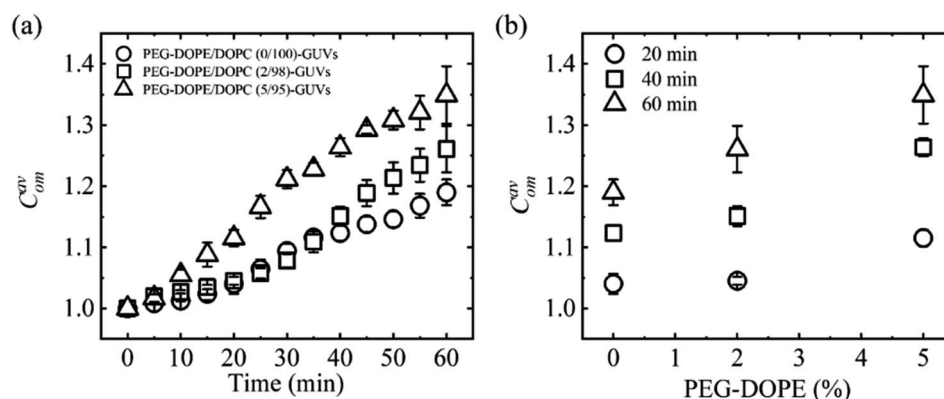 (a)
PEG-DOPE/DOPC (0/100)-GUVs
PEG-DOPE/DOPC (2/98)-GUVs
PEG-DOPE/DOPC (5/95)-GUVs
1.4
1.3
1.2
1.1
1.0
C_om^av
0 10 20 30 40 50 60
Time (min)
(b)
20 min
40 min
60 min
1.4
1.3
1.2
1.1
1.0
C_om^av
0 1 2 3 4 5
PEG-DOPE (%)